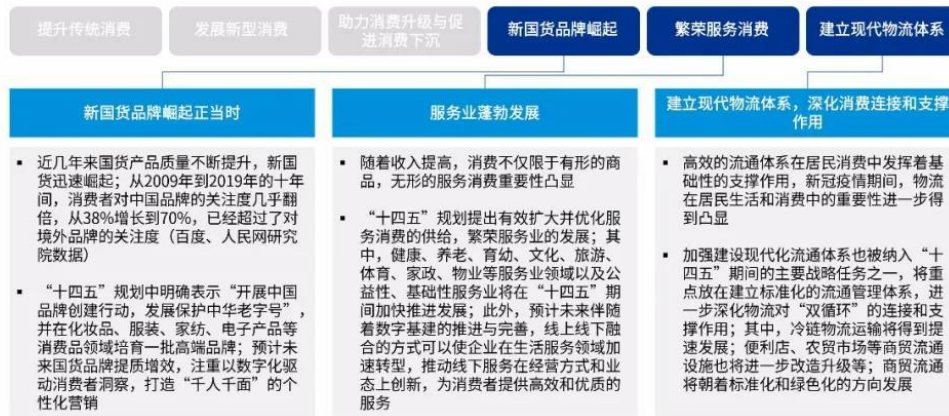 提升传统消费
发展新型消费
助力消费升级与促
进消费下沉
新国货品牌崛起
繁荣服务消费
建立现代物流体系
新国货品牌崛起正当时
▪ 近几年来国货产品质量不断提升，新国
货迅速崛起；从2009年到2019年的十年
间，消费者对中国品牌的关注度几乎翻
倍，从38%增长到70%，已经超过了对
境外品牌的关注度（百度、人民网研究
院数据）
▪ “十四五”规划中明确表示“开展中国
品牌创建行动，发展保护中华老字号”，
并在化妆品、服装、家纺、电子产品等
消费品领域培育一批高端品牌；预计未
来国货品牌提质增效，注重以数字化驱
动消费者洞察，打造“千人千面”的个
性化营销
服务业蓬勃发展
▪ 随着收入提高，消费不仅限于有形的商
品，无形的服务消费重要性凸显
▪ “十四五”规划提出有效扩大并优化服
务消费的供给，繁荣服务业的发展；其
中，健康、养老、育幼、文化、旅游、
体育、家政、物业等服务业领域以及公
益性、基础性服务业将在“十四五”期
间加快推进发展；此外，预计未来伴随
着数字基建的推进与完善，线上线下融
合的方式可以使企业在生活服务领域加
速转型，推动线下服务在经营方式和业
态上创新，为消费者提供高效和优质的
服务
建立现代物流体系，深化消费连接和支撑
作用
▪ 高效的流通体系在居民消费中发挥着基
础性的支撑作用，新冠疫情期间，物流
在居民生活和消费中的重要性进一步得
到凸显
▪ 加强建设现代化流通体系也被纳入“十
四五”期间的主要战略任务之一，将重
点放在建立标准化的流通管理体系，进
一步深化物流对“双循环”的连接和支
撑作用；其中，冷链物流运输将得到提
速发展；便利店、农贸市场等商贸流通
设施也将进一步改造升级等；商贸流通
将朝着标准化和绿色化的方向发展